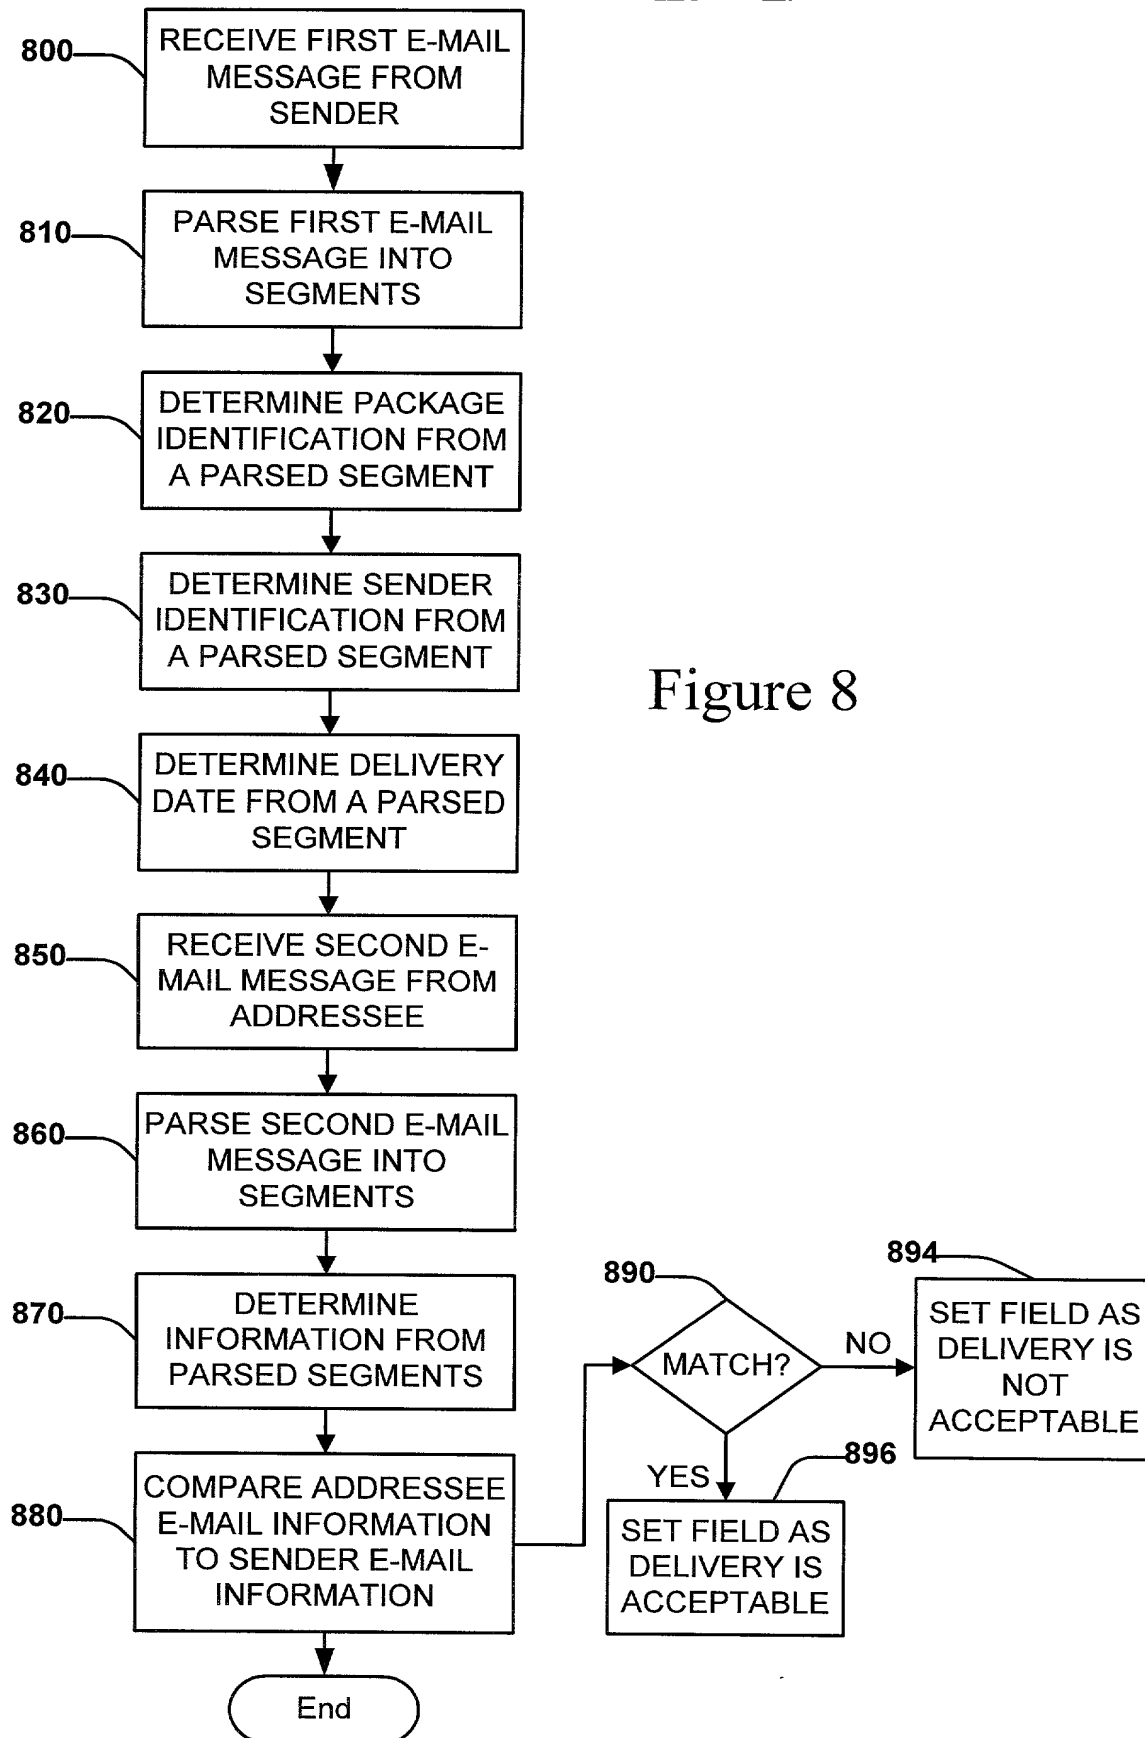 800
RECEIVE FIRST E-MAIL
MESSAGE FROM
SENDER
810
PARSE FIRST E-MAIL
MESSAGE INTO
SEGMENTS
820
DETERMINE PACKAGE
IDENTIFICATION FROM
A PARSED SEGMENT
830
DETERMINE SENDER
IDENTIFICATION FROM
A PARSED SEGMENT
Figure 8
840
DETERMINE DELIVERY
DATE FROM A PARSED
SEGMENT
850
RECEIVE SECOND E-
MAIL MESSAGE FROM
ADDRESSEE
860
PARSE SECOND E-MAIL
MESSAGE INTO
SEGMENTS
870
DETERMINE
INFORMATION FROM
PARSED SEGMENTS
880
COMPARE ADDRESSEE
E-MAIL INFORMATION
TO SENDER E-MAIL
INFORMATION
890
MATCH?
NO
894
SET FIELD AS
DELIVERY IS
NOT
ACCEPTABLE
YES
896
SET FIELD AS
DELIVERY IS
ACCEPTABLE
End